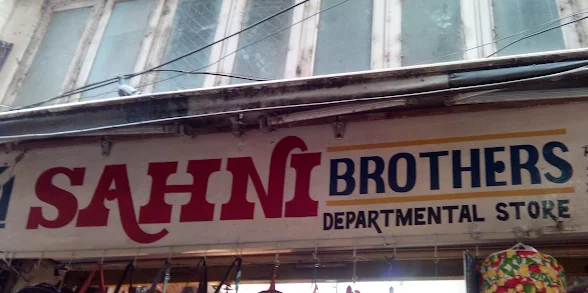 SAHNI BROTHERS
DEPARTMENTAL STORE